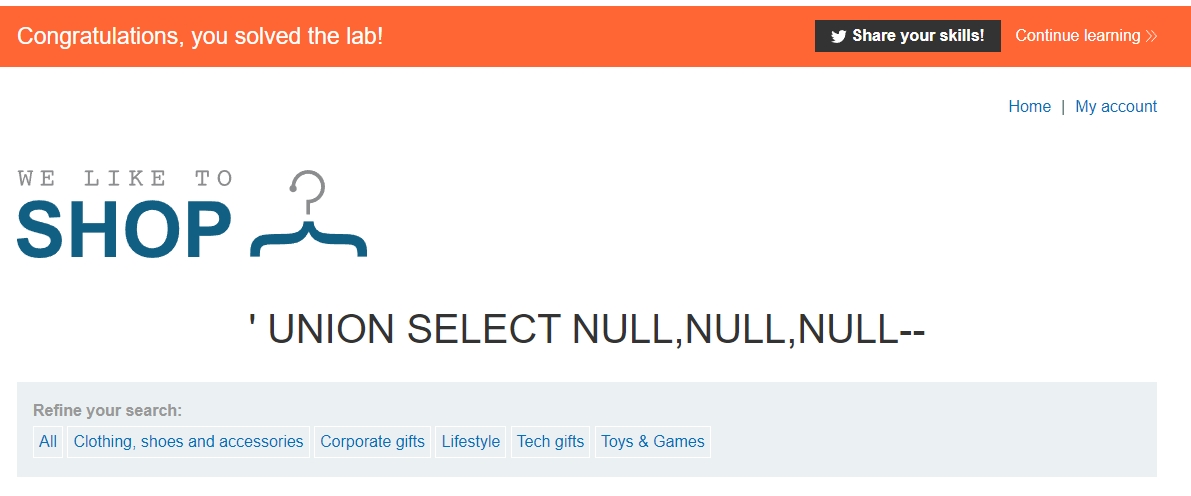 Congratulations, you solved the lab!
Share your skills!
Continue learning
Home | My account
WE LIKE TO
SHOP
' UNION SELECT NULL,NULL,NULL--
Refine your search:
All Clothing, shoes and accessories Corporate gifts Lifestyle Tech gifts Toys & Games